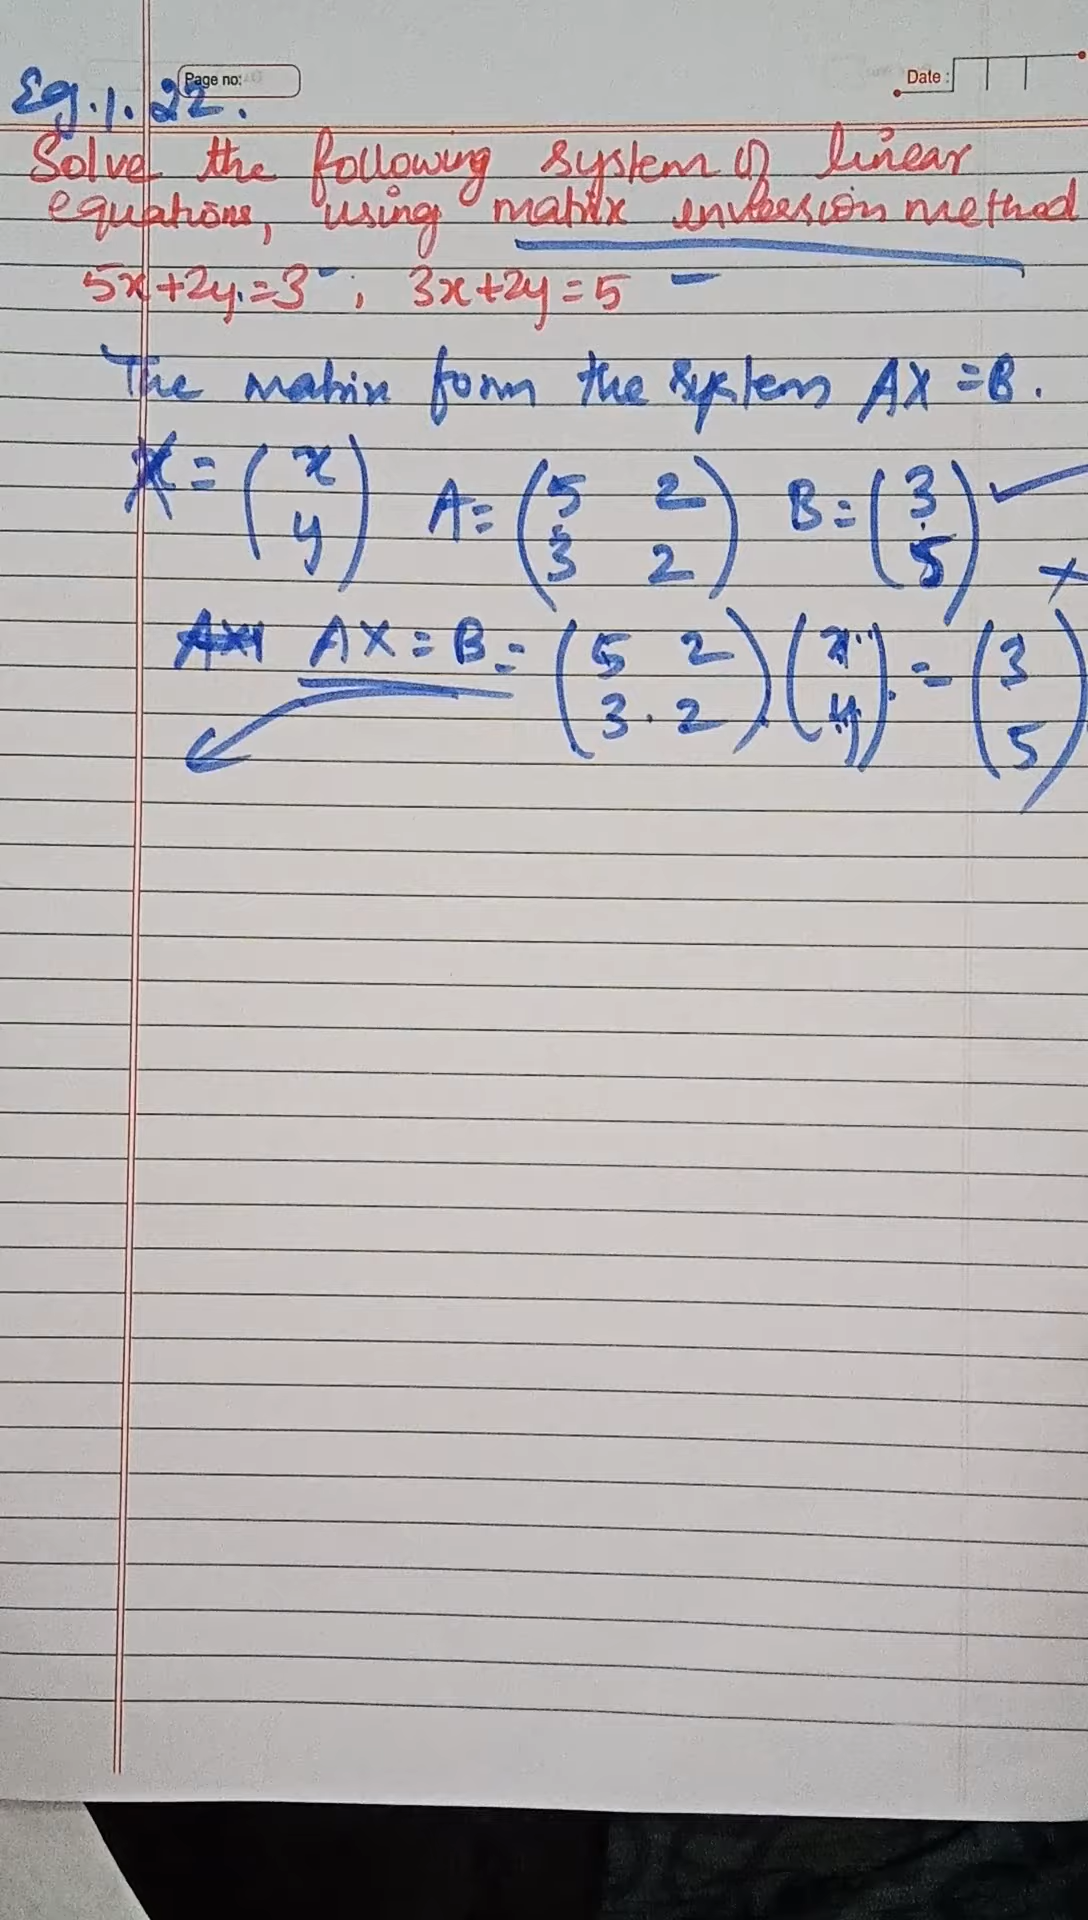 Page no:
Date :
Eg.1.22.
Solve the following system of linear
equations, using matrix inversion method
5x+2y=3 ; 3x+2y=5
The matrix form the system AX =B.
X = ( x y ) A= ( 5 2 3 2 ) B= ( 3 5 )
AX = B = ( 5 2 3 2 ) ( x y ) = ( 3 5 )